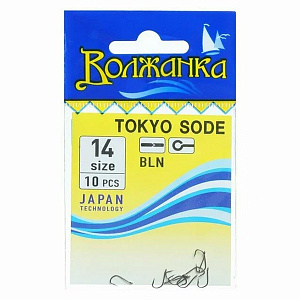 Волжанка
TOKYO SODE
14
size
10 PCS
BLN
JAPAN
TECHNOLOGY